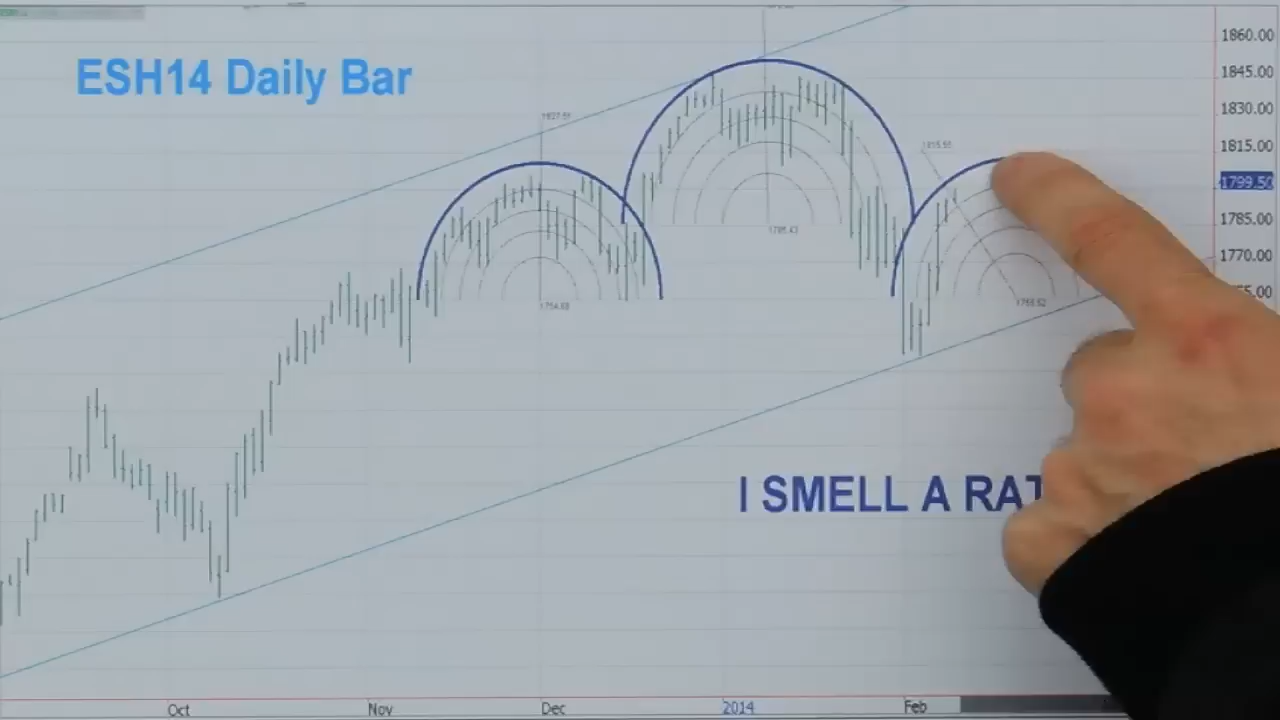 ESH14 Daily Bar
1860.00
1845.00
1830.00
1815.00
1799.50
1785.00
1770.00
I SMELL A RAT
Oct
Nov
Dec
2014
Feb